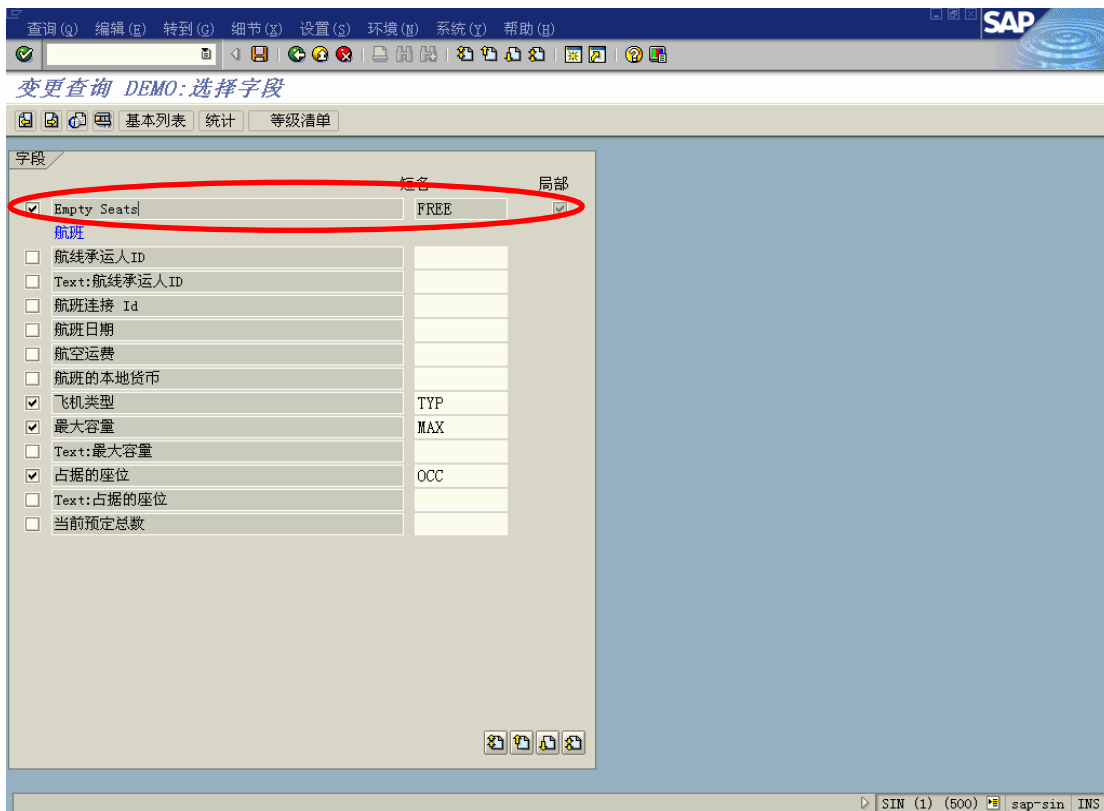 查询(Q) 编辑(E) 转到(G) 细节(X) 设置(S) 环境(N) 系统(Y) 帮助(H)
SAP
变更查询 DEMO:选择字段
基本列表 统计 等级清单
字段
短名 局部
Empty Seats FREE
航班
航线承运人ID
Text:航线承运人ID
航班连接 Id
航班日期
航空运费
航班的本地货币
飞机类型 TYP
最大容量 MAX
Text:最大容量
占据的座位 OCC
Text:占据的座位
当前预定总数
SIN (1) (500) sap-sin INS